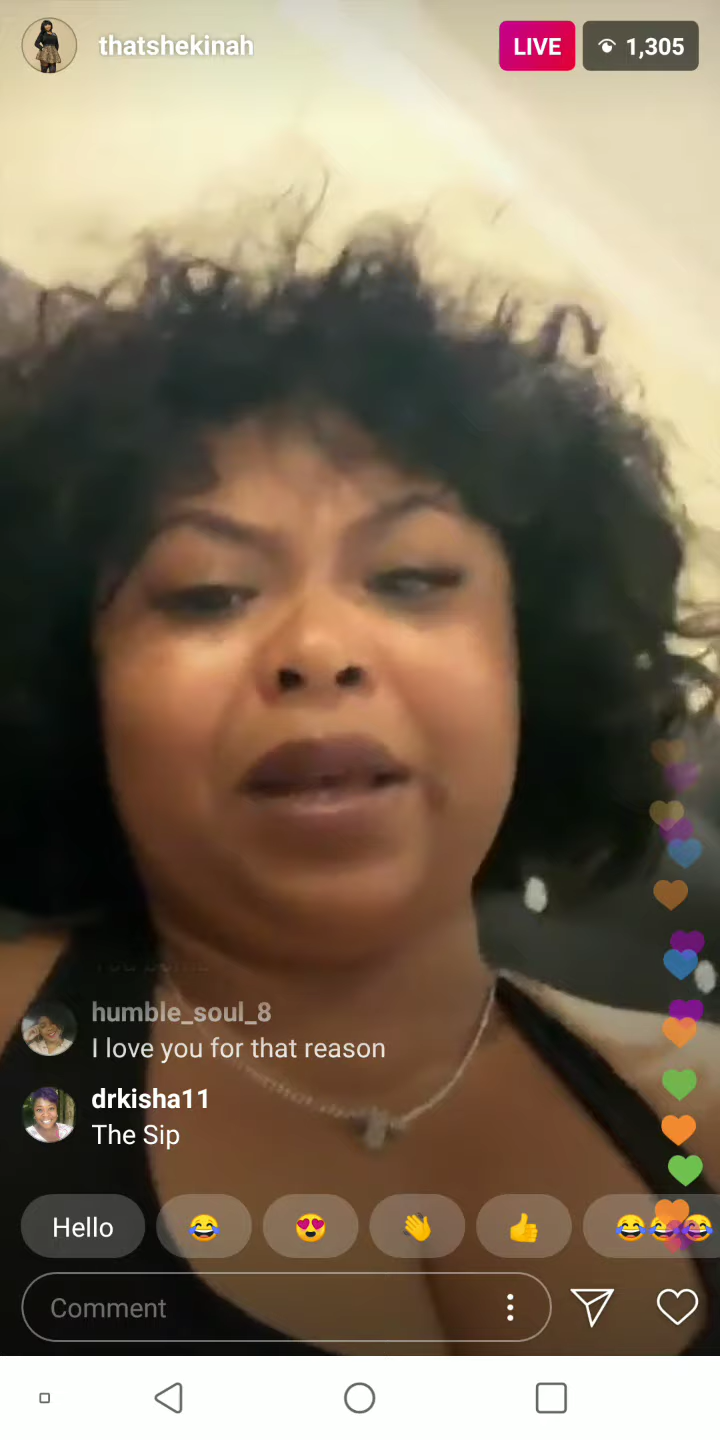 thatshekinah
LIVE
1,305
humble_soul_8
I love you for that reason
drkisha11
The Sip
Hello
Comment